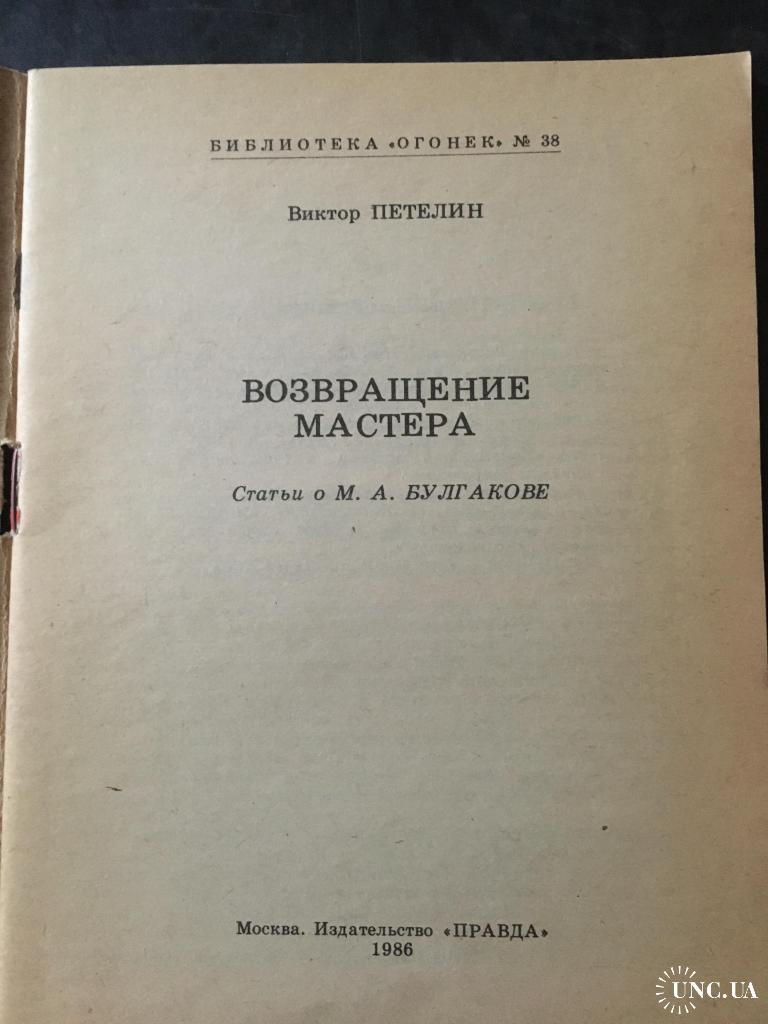 БИБЛИОТЕКА «ОГОНЕК» № 38
Виктор ПЕТЕЛИН
ВОЗВРАЩЕНИЕ
МАСТЕРА
Статьи о М. А. БУЛГАКОВЕ
Москва. Издательство «ПРАВДА»
1986
UNC.UA